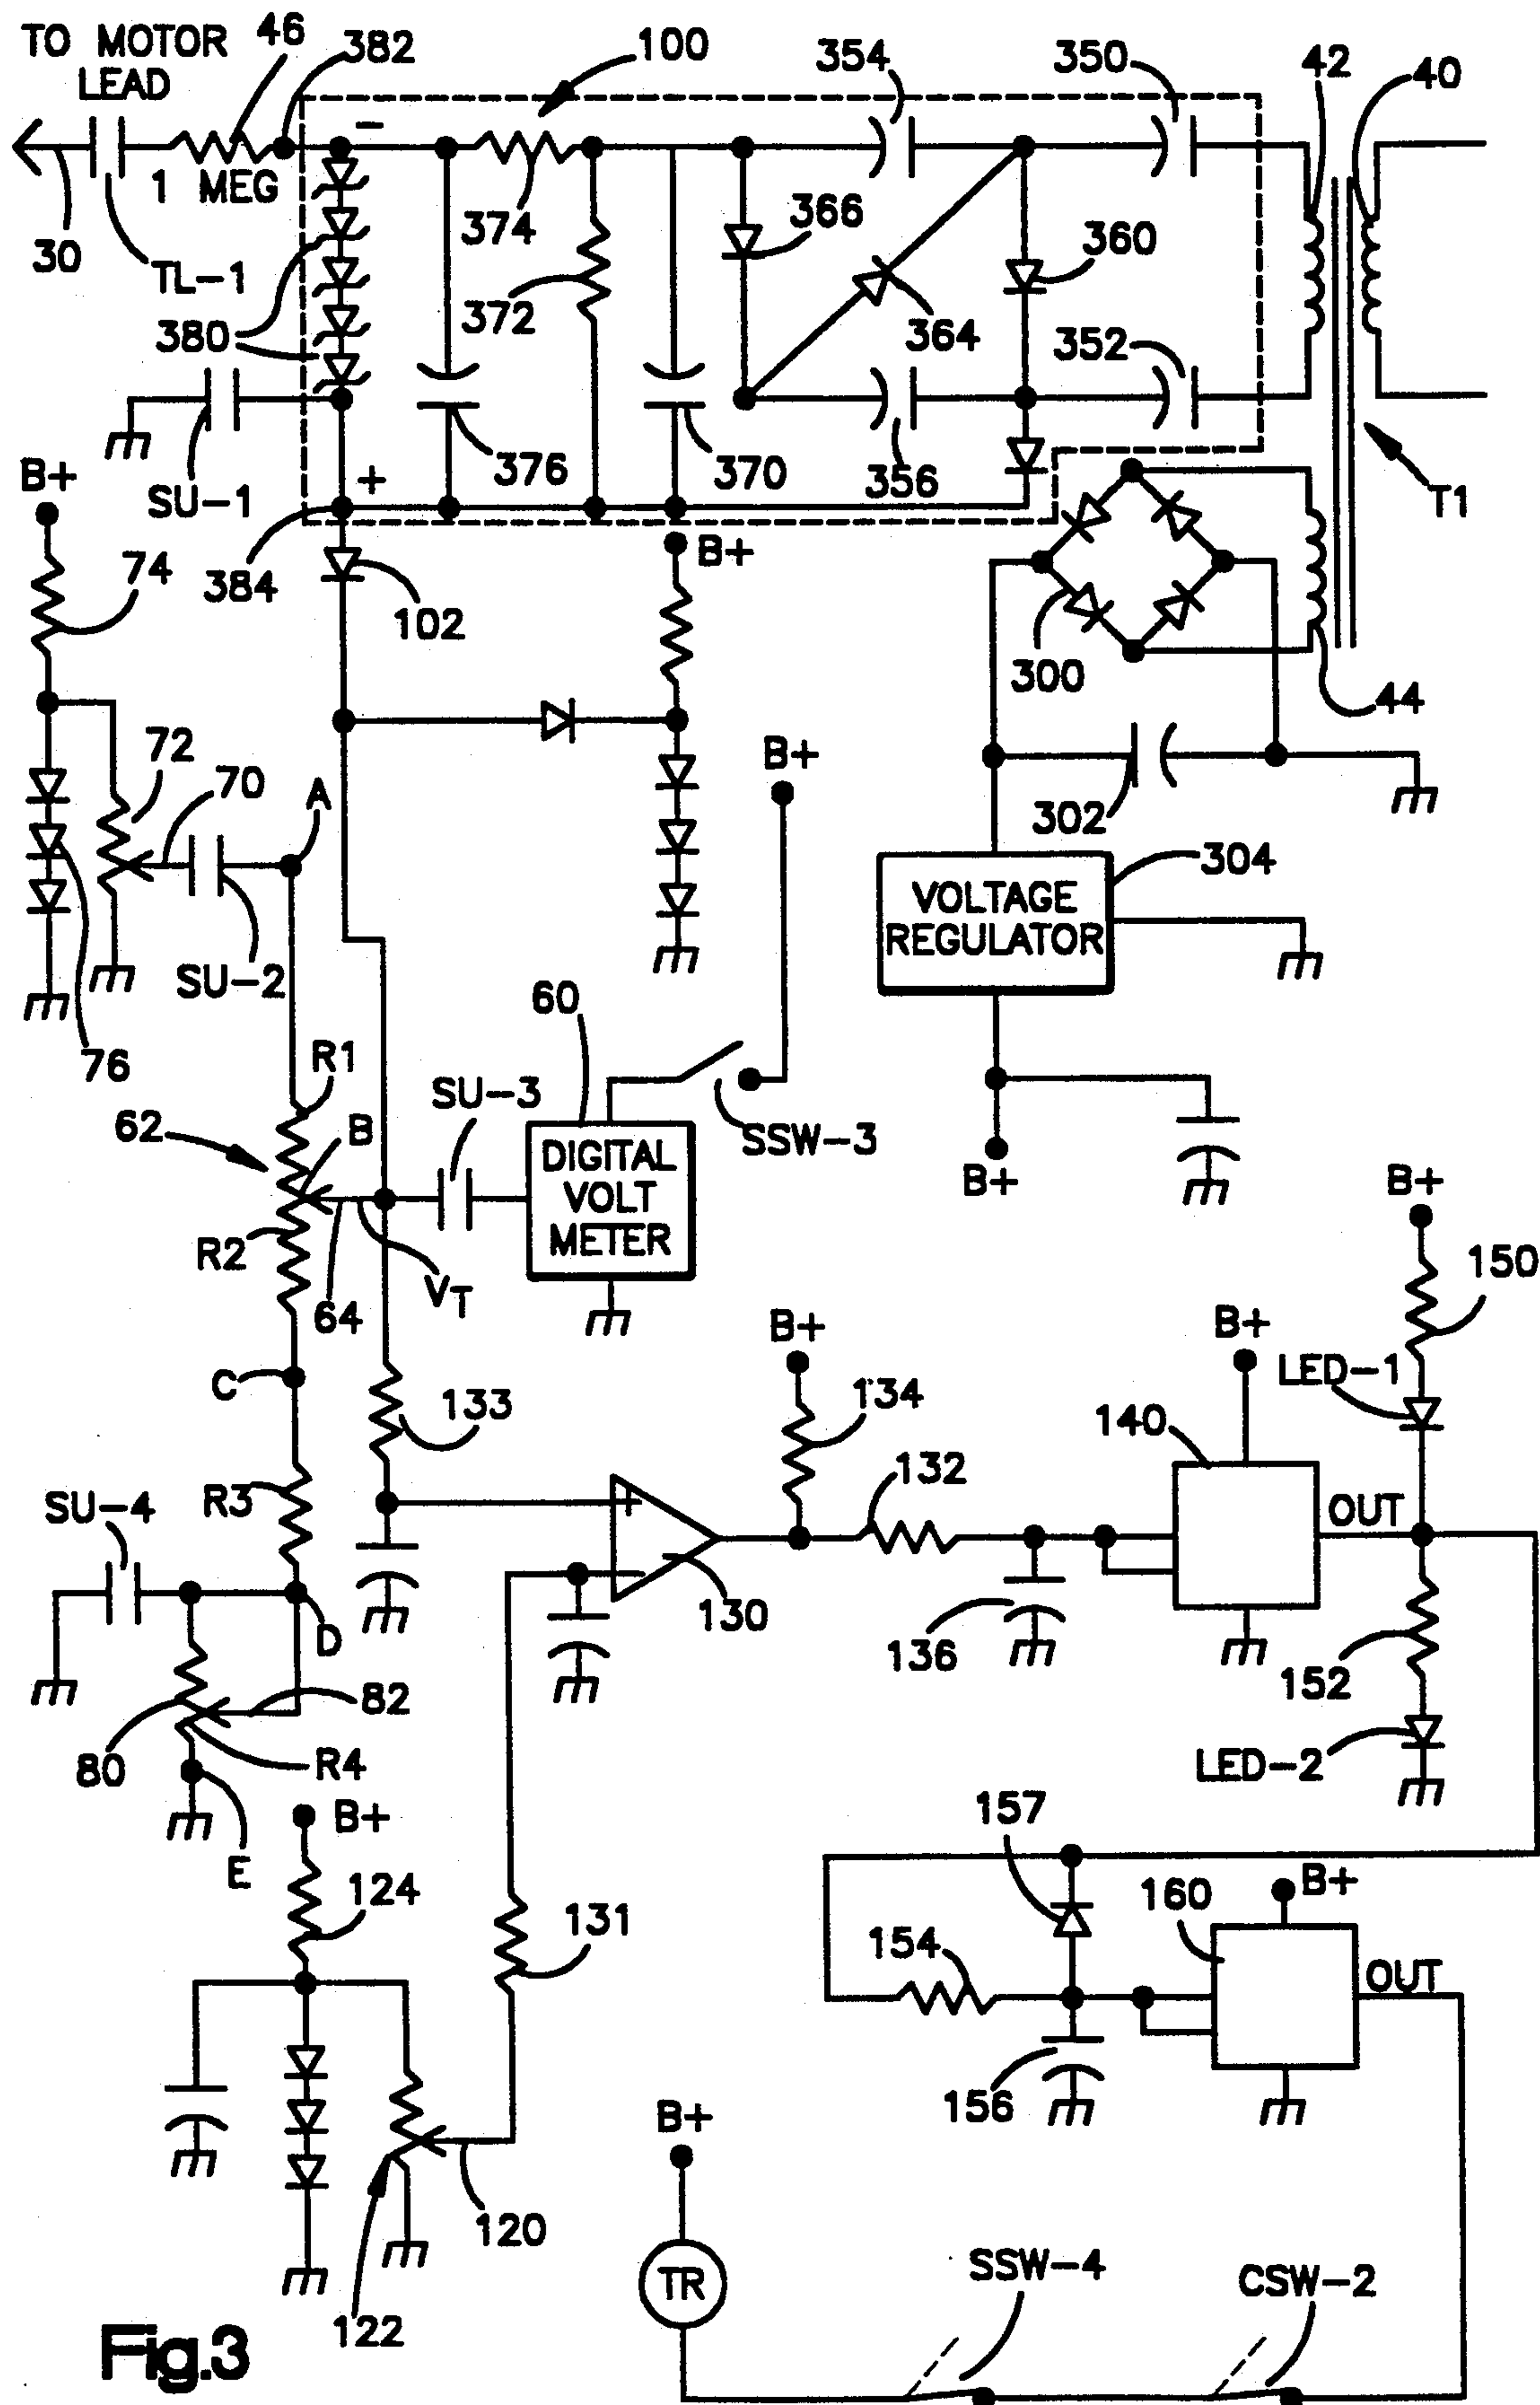 TO MOTOR
LEAD
46
382
100
354
350
42
40
-
1 MEG
30
TL-1
374
366
360
372
364
380
352
376
370
356
+
T1
B+
SU-1
B+
74
384
102
300
44
72
70
A
B+
302
304
VOLTAGE
REGULATOR
SU-2
60
76
R1
SU-3
62
B
SSW-3
DIGITAL
VOLT
METER
B+
B+
R2
64
VT
150
B+
B+
C
LED-1
133
134
140
132
SU-4
R3
+
OUT
-
130
D
136
152
82
80
R4
LED-2
B+
157
E
124
160
B+
131
154
OUT
156
B+
120
TR
SSW-4
CSW-2
122
Fig.3